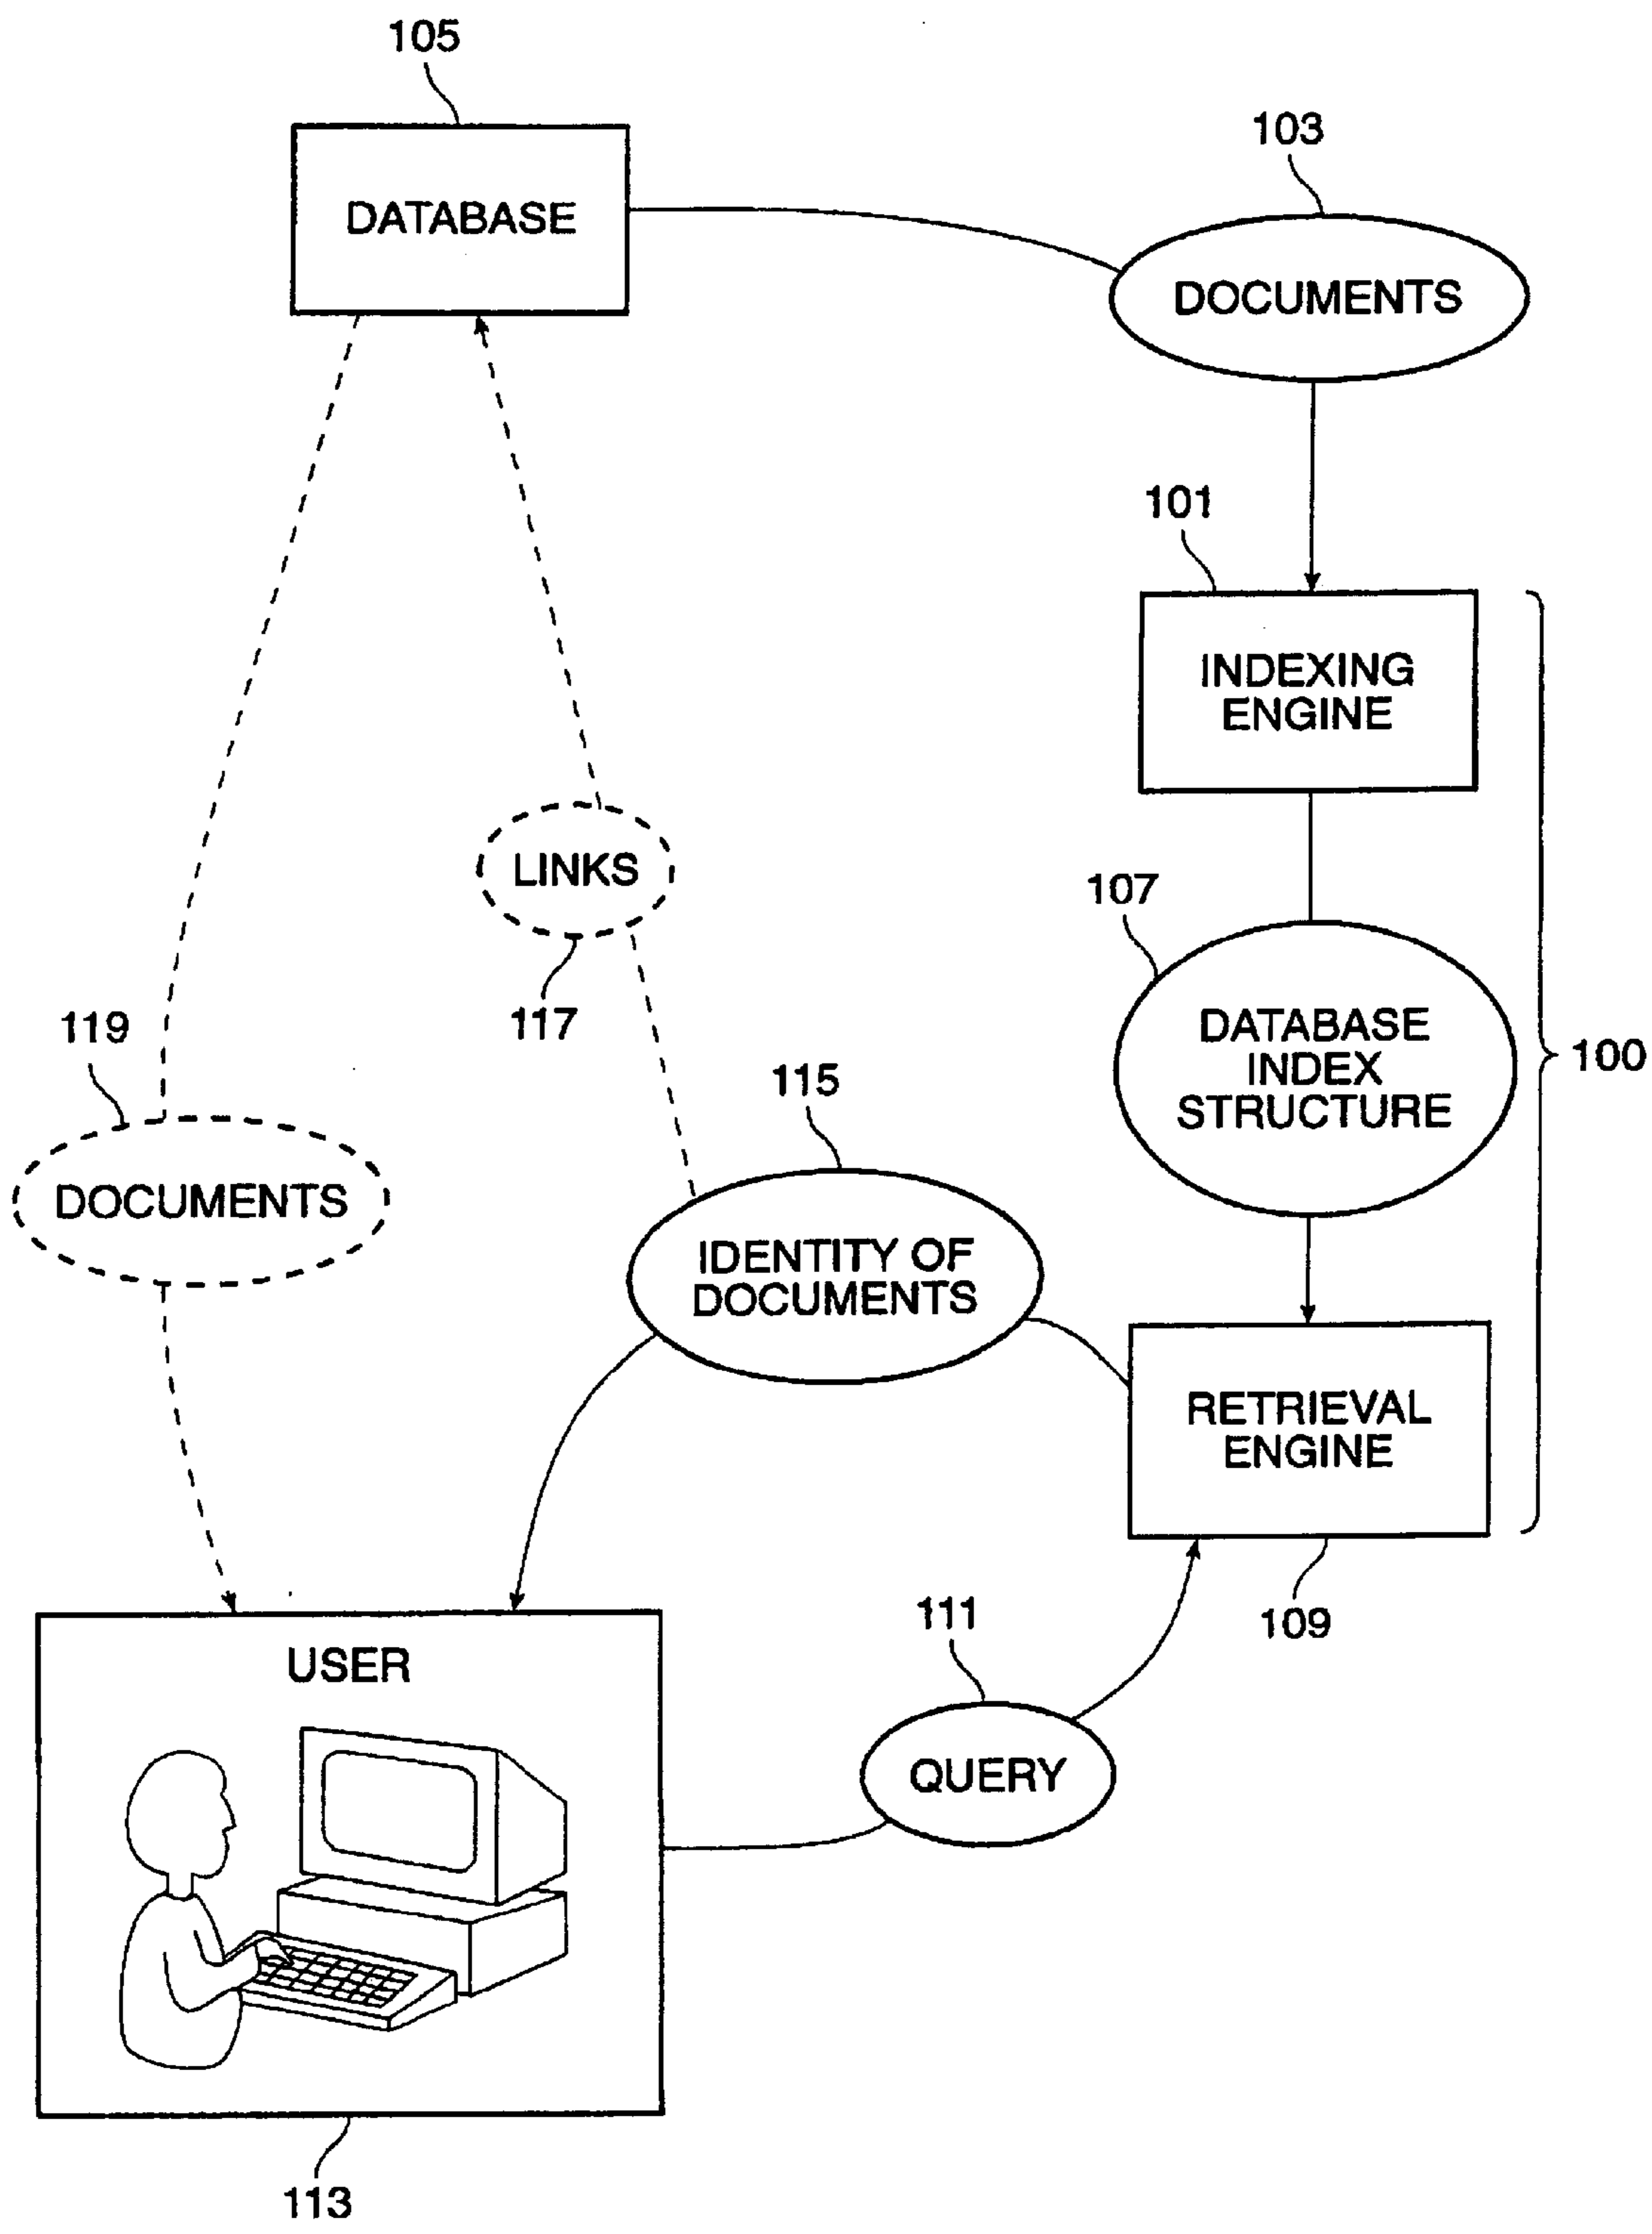 105
DATABASE
103
DOCUMENTS
101
INDEXING
ENGINE
107
DATABASE
INDEX
STRUCTURE
100
LINKS
117
119
DOCUMENTS
115
IDENTITY OF
DOCUMENTS
RETRIEVAL
ENGINE
109
111
QUERY
USER
113